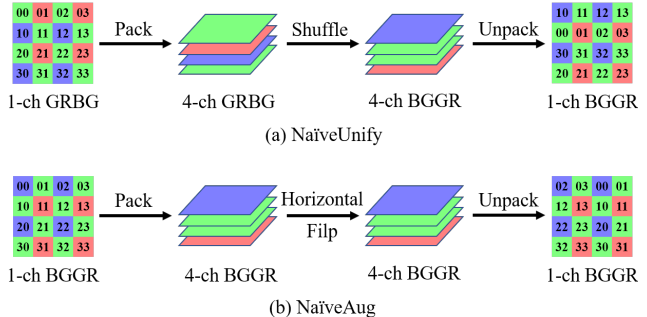 00 01 02 03
10 11 12 13
20 21 22 23
30 31 32 33
1-ch GRBG
Pack
4-ch GRBG
Shuffle
4-ch BGGR
Unpack
10 11 12 13
00 01 02 03
30 31 32 33
20 21 22 23
1-ch BGGR
(a) NaïveUnify
00 01 02 03
10 11 12 13
20 21 22 23
30 31 32 33
1-ch BGGR
Pack
4-ch BGGR
Horizontal
Filp
4-ch BGGR
Unpack
02 03 00 01
12 13 10 11
22 23 20 21
32 33 30 31
1-ch BGGR
(b) NaïveAug